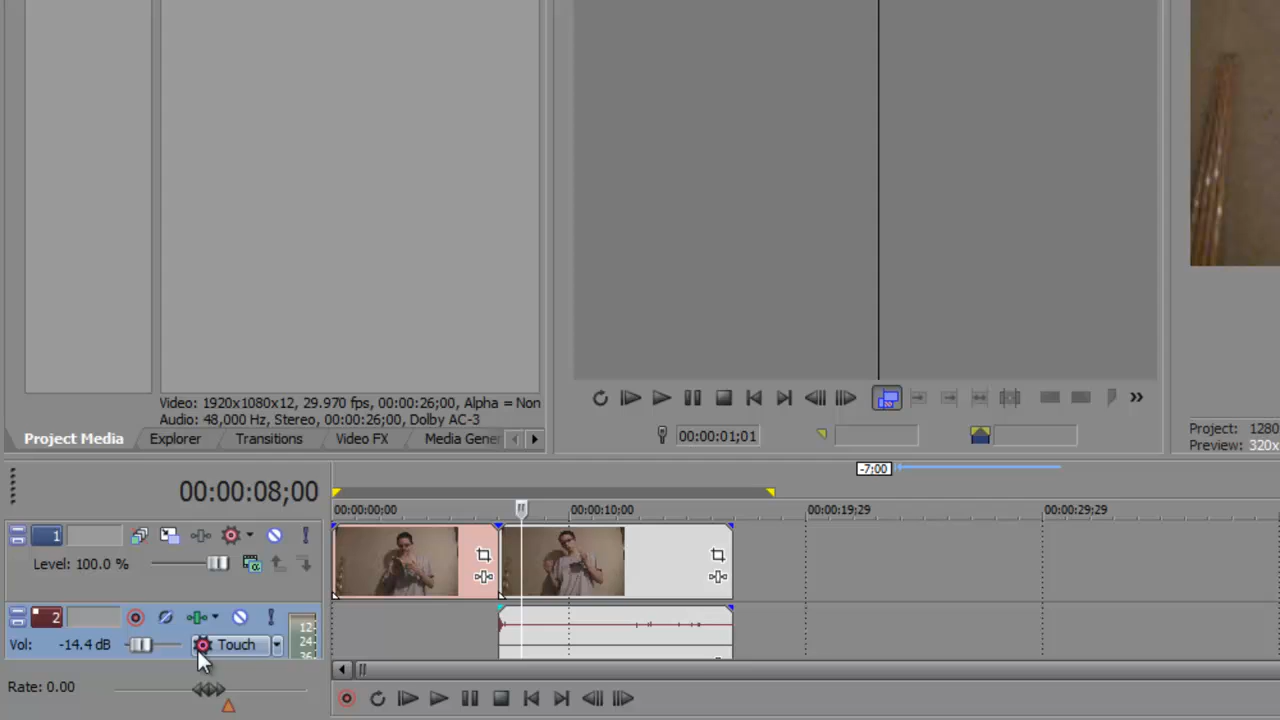 Video: 1920x1080x12, 29.970 fps, 00:00:26;00, Alpha = Non
Audio: 48,000 Hz, Stereo, 00:00:26;00, Dolby AC-3
Project Media
Explorer
Transitions
Video FX
Media Gener
00:00:01;01
Project: 1280
Preview: 320x
-7;00
00:00:08;00
00:00:00;00
00:00:10;00
00:00:19;29
00:00:29;29
1
Level: 100.0 %
2
Vol: -14.4 dB
Touch
12
24
36
Rate: 0.00